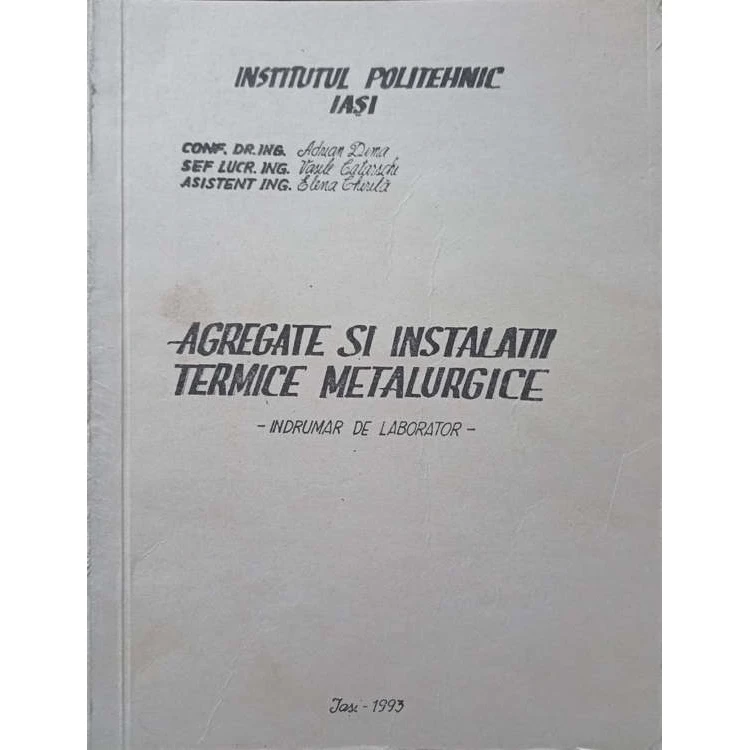 INSTITUTUL POLITEHNIC
IAȘI
CONF. DR. ING. Adrian Dima
SEF LUCR. ING. Vasile Cătarschi
ASISTENT ING. Elena Chirilă
AGREGATE SI INSTALATII
TERMICE METALURGICE
- INDRUMAR DE LABORATOR -
Iasi - 1993